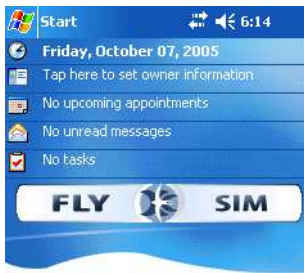 Start 6:14
Friday, October 07, 2005
Tap here to set owner information
No upcoming appointments
No unread messages
No tasks
FLY SIM